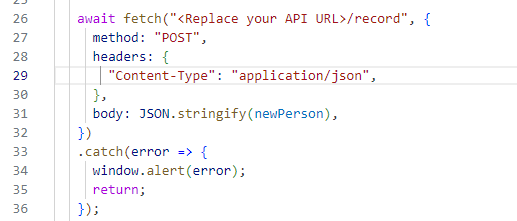 26 await fetch("<Replace your API URL>/record", {
27 method: "POST",
28 headers: {
29 "Content-Type": "application/json",
30 },
31 body: JSON.stringify(newPerson),
32 })
33 .catch(error => {
34 window.alert(error);
35 return;
36 });